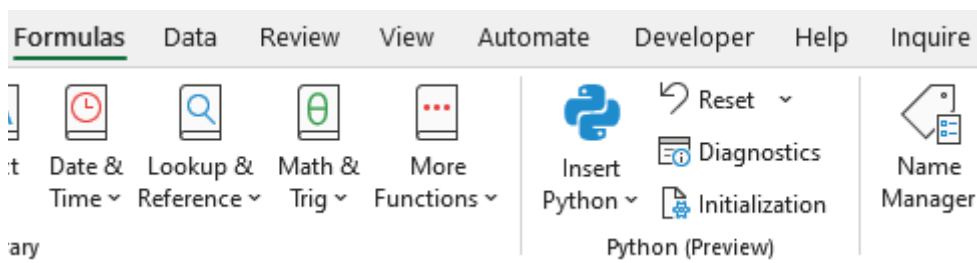 Formulas Data Review View Automate Developer Help Inquire
Date & Time
Lookup & Reference
Math & Trig
More Functions
Insert Python
Reset
Diagnostics
Initialization
Name Manager
Python (Preview)